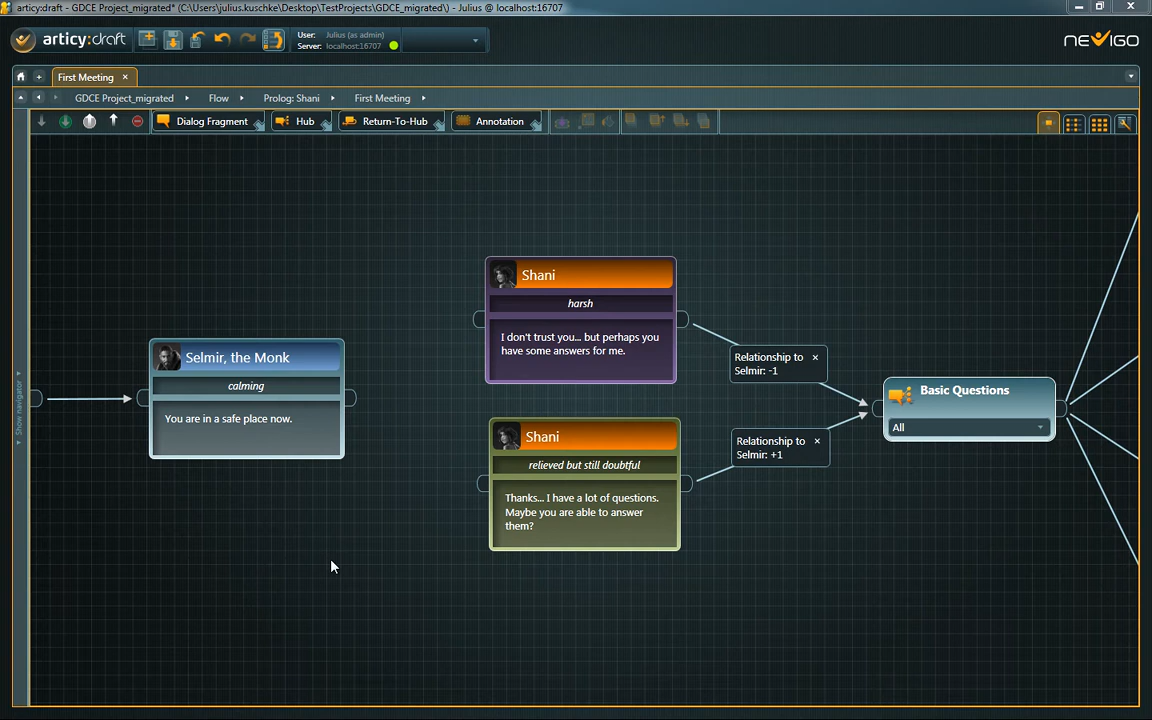 articy:draft - GDCE Project_migrated* (C:\Users\julius.kuschke\Desktop\TestProjects\GDCE_migrated\) - Julius @ localhost:16707
articy:draft
User: Julius (as admin)
Server: localhost:16707
NEVIGO
First Meeting
GDCE Project_migrated Flow Prolog: Shani First Meeting
Dialog Fragment Hub Return-To-Hub Annotation
Show navigator
Selmir, the Monk
calming
You are in a safe place now.
Shani
harsh
I don't trust you... but perhaps you
have some answers for me.
Relationship to
Selmir: -1
Shani
relieved but still doubtful
Thanks... I have a lot of questions.
Maybe you are able to answer
them?
Relationship to
Selmir: +1
Basic Questions
All